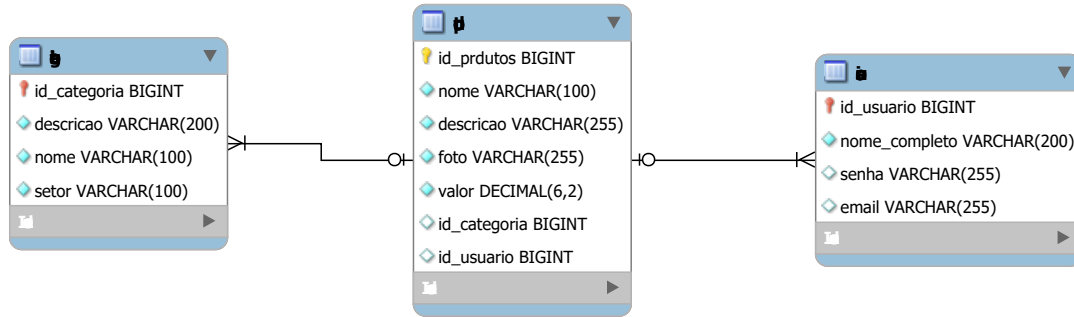 id_categoria BIGINT
descricao VARCHAR(200)
nome VARCHAR(100)
setor VARCHAR(100)
id_prdutos BIGINT
nome VARCHAR(100)
descricao VARCHAR(255)
foto VARCHAR(255)
valor DECIMAL(6,2)
id_categoria BIGINT
id_usuario BIGINT
id_usuario BIGINT
nome_completo VARCHAR(200)
senha VARCHAR(255)
email VARCHAR(255)